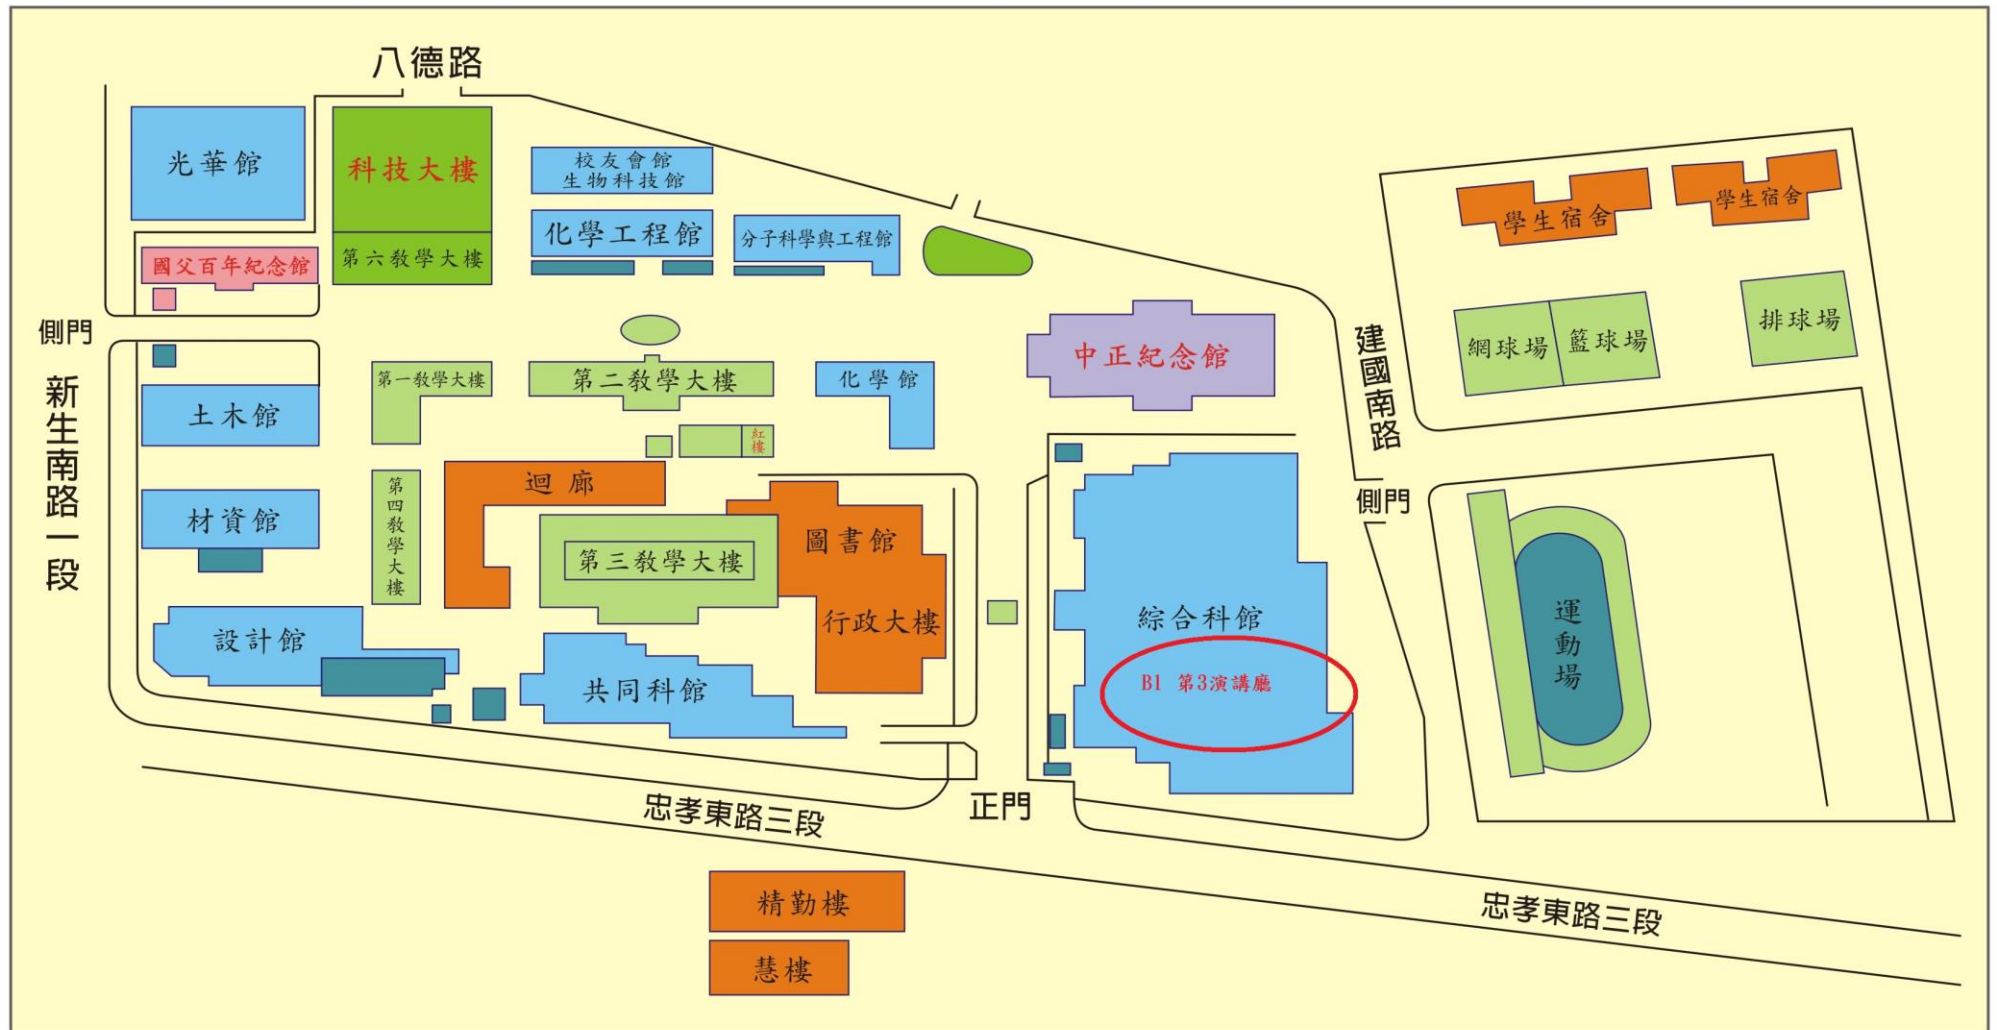 八德路
光華館
科技大樓
校友會館
生物科技館
化學工程館
分子科學與工程館
學生宿舍
學生宿舍
國父百年紀念館
第六教學大樓
側門
新生南路一段
中正紀念館
建國南路
網球場
籃球場
排球場
土木館
第一教學大樓
第二教學大樓
化學館
紅樓
材資館
第四教學大樓
迴廊
第三教學大樓
圖書館
行政大樓
側門
綜合科館
B1 第3演講廳
運動場
設計館
共同科館
忠孝東路三段
正門
精勤樓
慧樓
忠孝東路三段